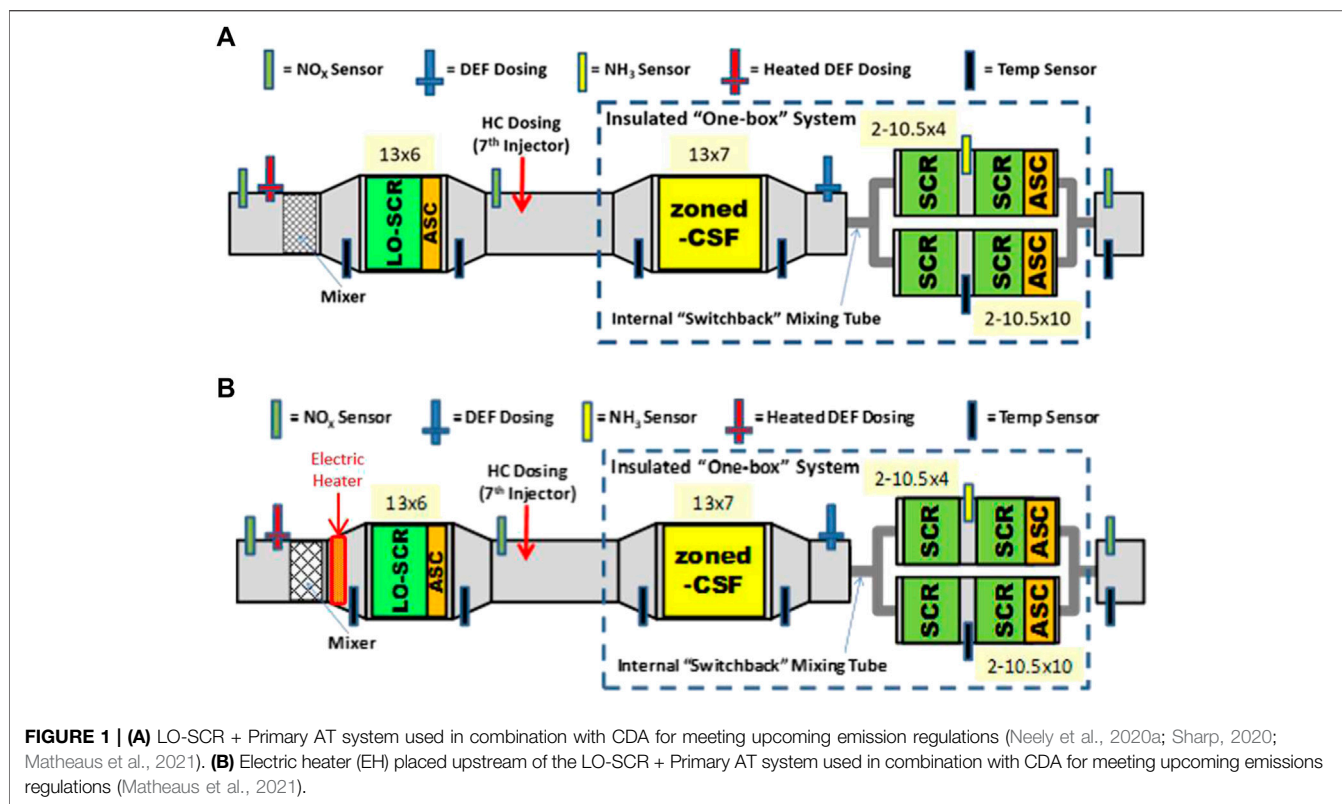 A
= NOX Sensor
= DEF Dosing
= NH3 Sensor
= Heated DEF Dosing
= Temp Sensor
HC Dosing
(7th Injector)
Insulated "One-box" System
2-10.5x4
13x6
13x7
LO-SCR
ASC
zoned
-CSF
SCR
SCR
ASC
SCR
SCR
ASC
Mixer
Internal "Switchback" Mixing Tube
2-10.5x10
B
= NOX Sensor
= DEF Dosing
= NH3 Sensor
= Heated DEF Dosing
= Temp Sensor
Electric
Heater
HC Dosing
(7th Injector)
Insulated "One-box" System
2-10.5x4
13x6
13x7
LO-SCR
ASC
zoned
-CSF
SCR
SCR
ASC
SCR
SCR
ASC
Mixer
Internal "Switchback" Mixing Tube
2-10.5x10
FIGURE 1 | (A) LO-SCR + Primary AT system used in combination with CDA for meeting upcoming emission regulations (Neely et al., 2020a; Sharp, 2020;
Matheaus et al., 2021). (B) Electric heater (EH) placed upstream of the LO-SCR + Primary AT system used in combination with CDA for meeting upcoming emissions
regulations (Matheaus et al., 2021).